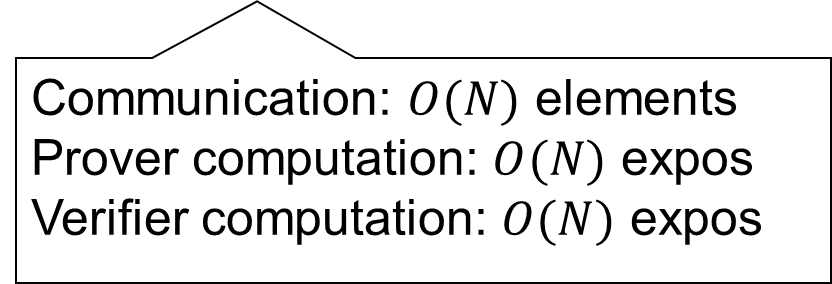 Communication: O(N) elements
Prover computation: O(N) expos
Verifier computation: O(N) expos